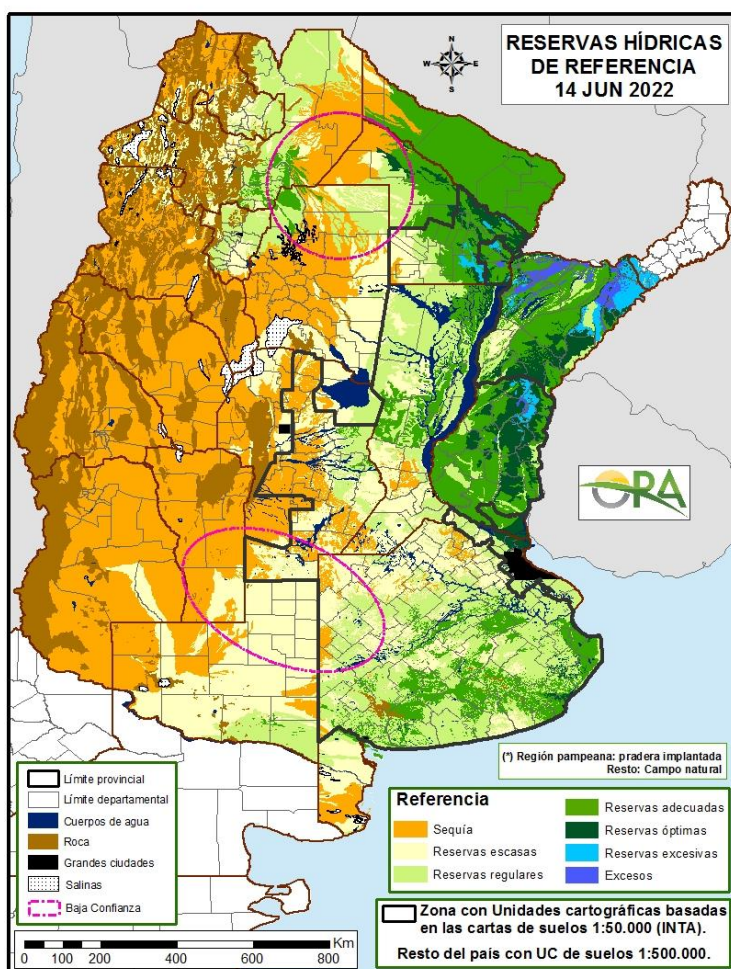 RESERVAS HÍDRICAS
DE REFERENCIA
14 JUN 2022
N
W
E
S
ORA
(*) Región pampeana: pradera implantada
Resto: Campo natural
Límite provincial
Límite departamental
Cuerpos de agua
Roca
Grandes ciudades
Salinas
Baja Confianza
Referencia
Sequía
Reservas escasas
Reservas regulares
Reservas adecuadas
Reservas óptimas
Reservas excesivas
Excesos
Zona con Unidades cartográficas basadas
en las cartas de suelos 1:50.000 (INTA).
Resto del país con UC de suelos 1:500.000.
Km
0 100 200 400 600 800